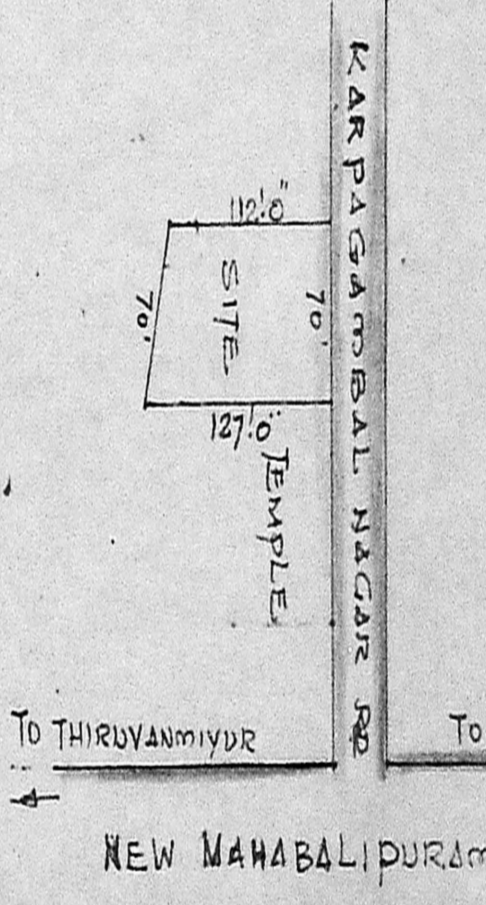 KARPAGAMBAL NAGAR RD
112'.0"
SITE
70'
70'
127'.0"
TEMPLE
TO THIRUVANMIYUR
TO
NEW MAHABALIPURAM